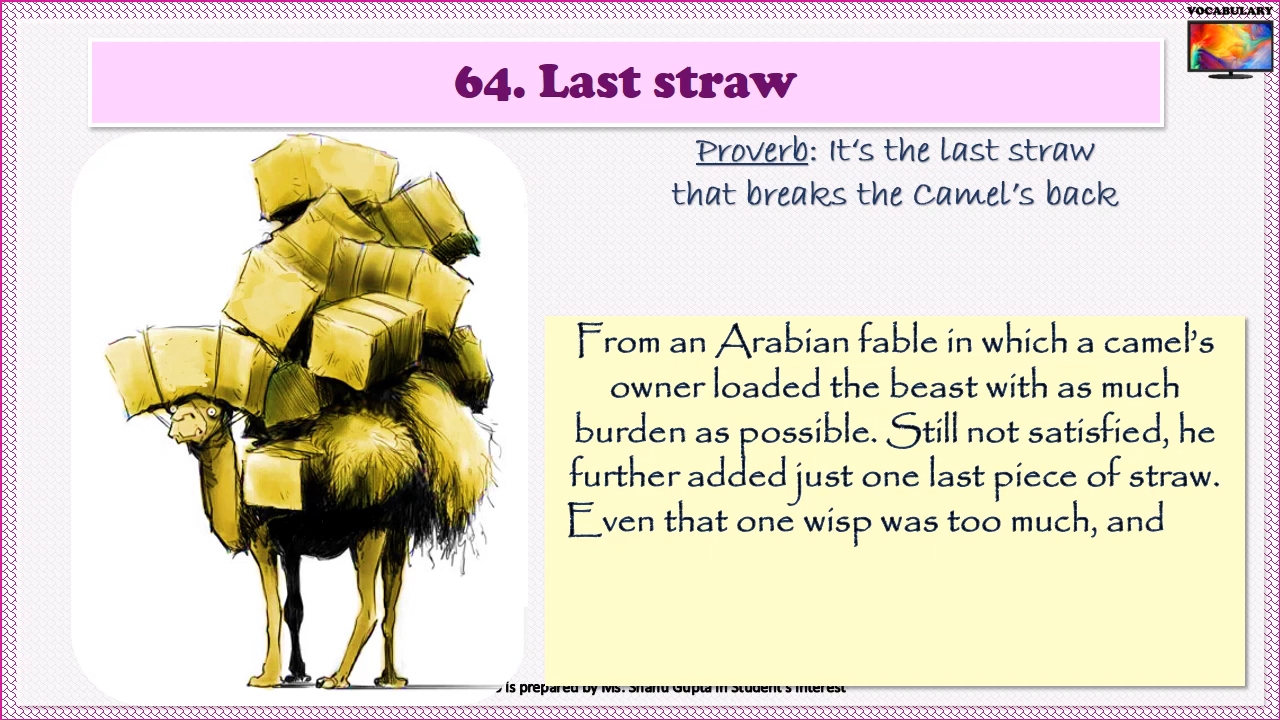 VOCABULARY
64. Last straw
Proverb: It's the last straw
that breaks the Camel's back
From an Arabian fable in which a camel's
owner loaded the beast with as much
burden as possible. Still not satisfied, he
further added just one last piece of straw.
Even that one wisp was too much, and
is prepared by Ms. Shanu Gupta in Student's interest